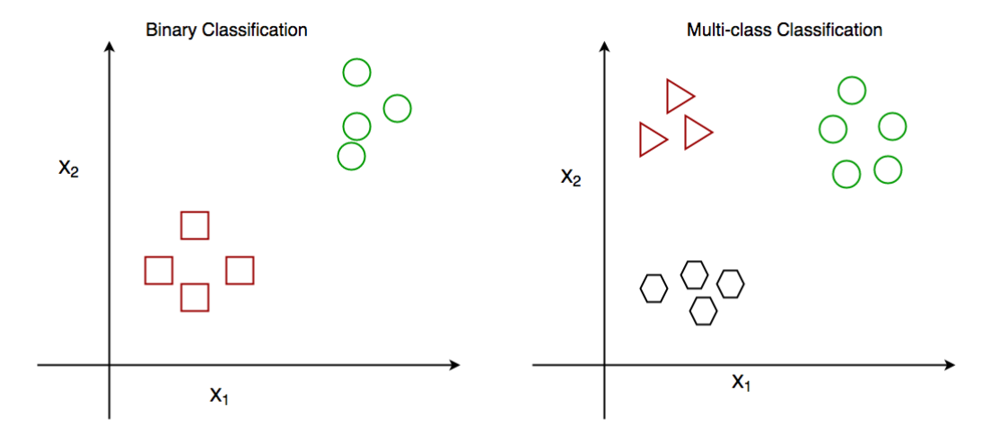 Binary Classification
X₂
X₁
Multi-class Classification
X₂
X₁